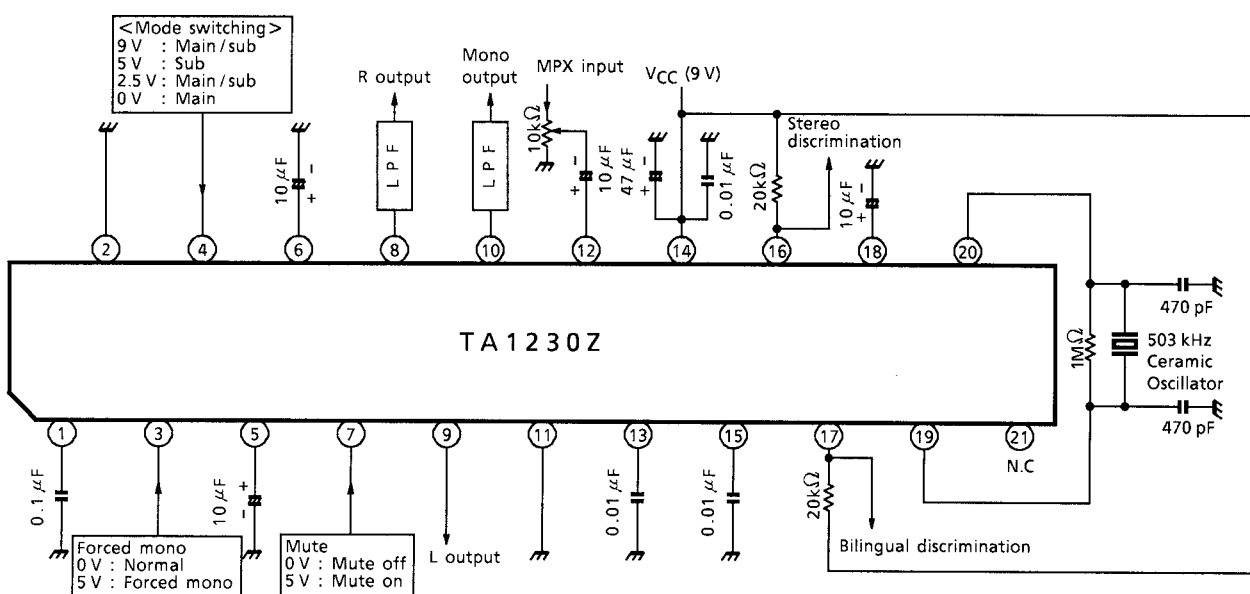 <Mode switching>
9 V : Main/sub
5 V : Sub
2.5 V : Main/sub
0 V : Main
R output
Mono
output
MPX input
VCC (9 V)
Stereo
discrimination
10 μF
- +
LPF
LPF
10kΩ
+ -
10 μF
47 μF
+ -
0.01 μF
20kΩ
10 μF
+ -
2
4
6
8
10
12
14
16
18
20
TA1230Z
470 pF
1MΩ
503 kHz
Ceramic
Oscillator
470 pF
1
3
5
7
9
11
13
15
17
19
21
N.C
0.1 μF
10 μF
- +
0.01 μF
0.01 μF
20kΩ
Forced mono
0 V : Normal
5 V : Forced mono
Mute
0 V : Mute off
5 V : Mute on
L output
Bilingual discrimination